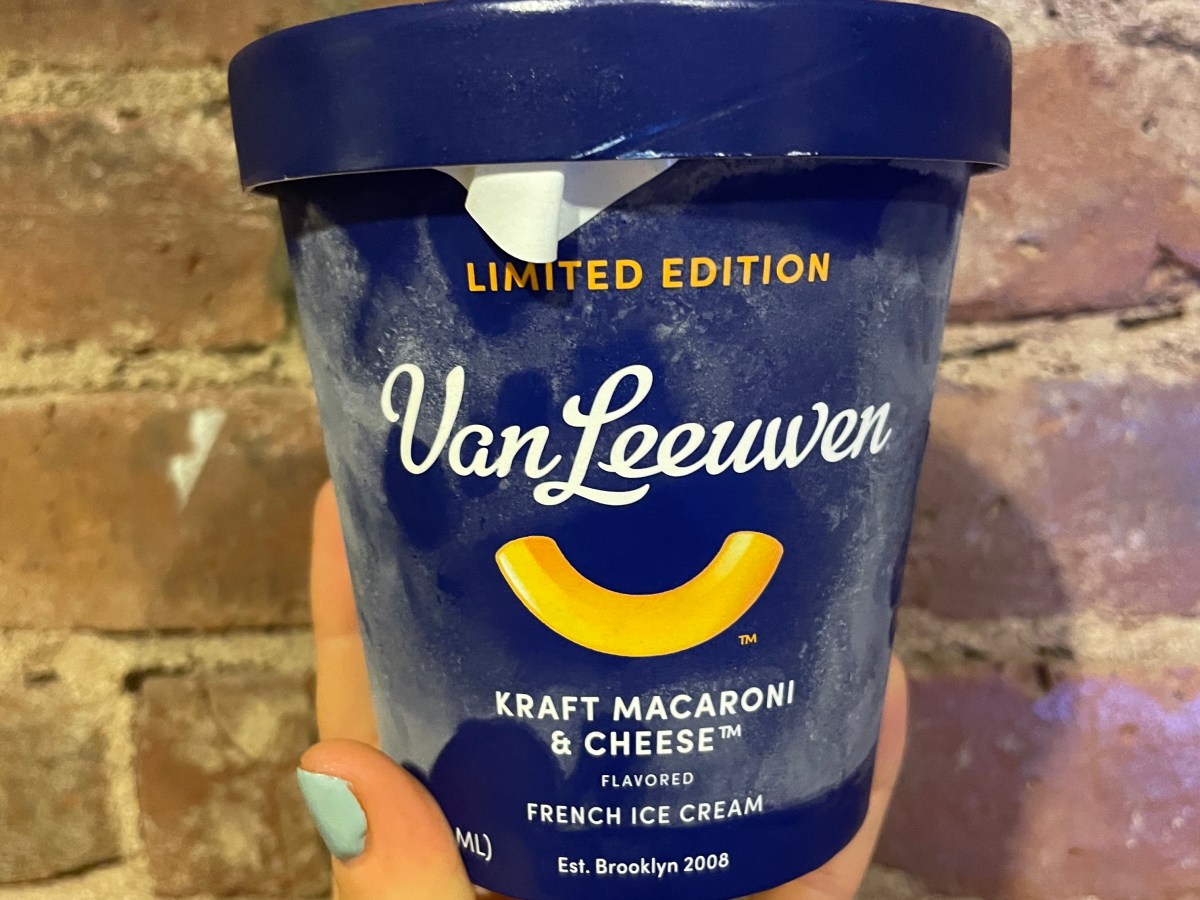 LIMITED EDITION
Van Leeuwen
TM
KRAFT MACARONI
& CHEESE™
FLAVORED
FRENCH ICE CREAM
ML)
Est. Brooklyn 2008